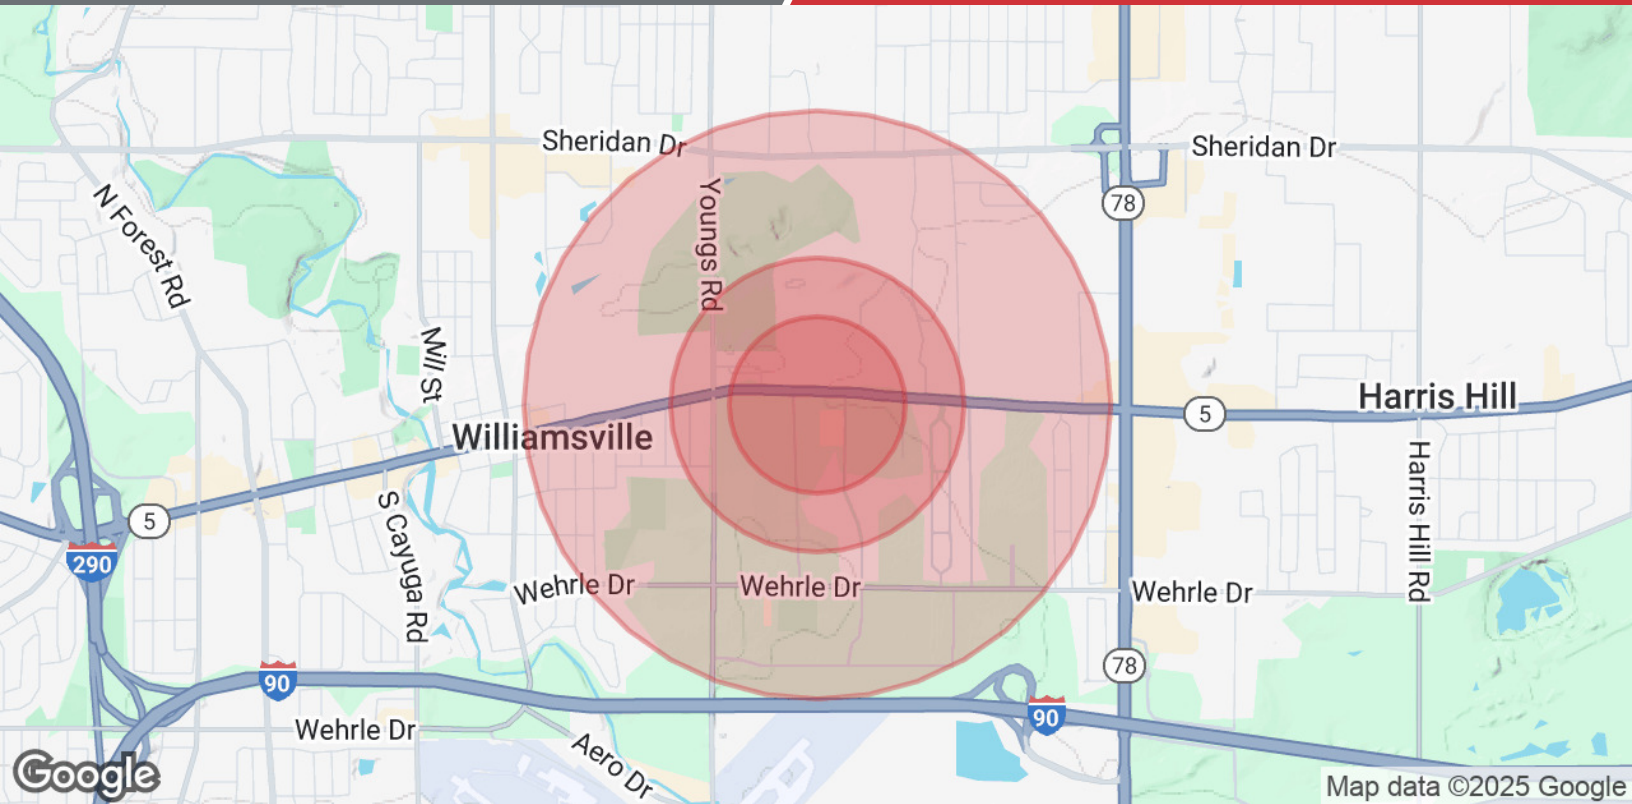 Sheridan Dr
Sheridan Dr
N Forest Rd
Youngs Rd
78
Mill St
Harris Hill
5
Williamsville
5
S Cayuga Rd
Harris Hill Rd
290
Wehrle Dr
Wehrle Dr
Wehrle Dr
78
90
90
Wehrle Dr
Aero Dr
Google
Map data ©2025 Google